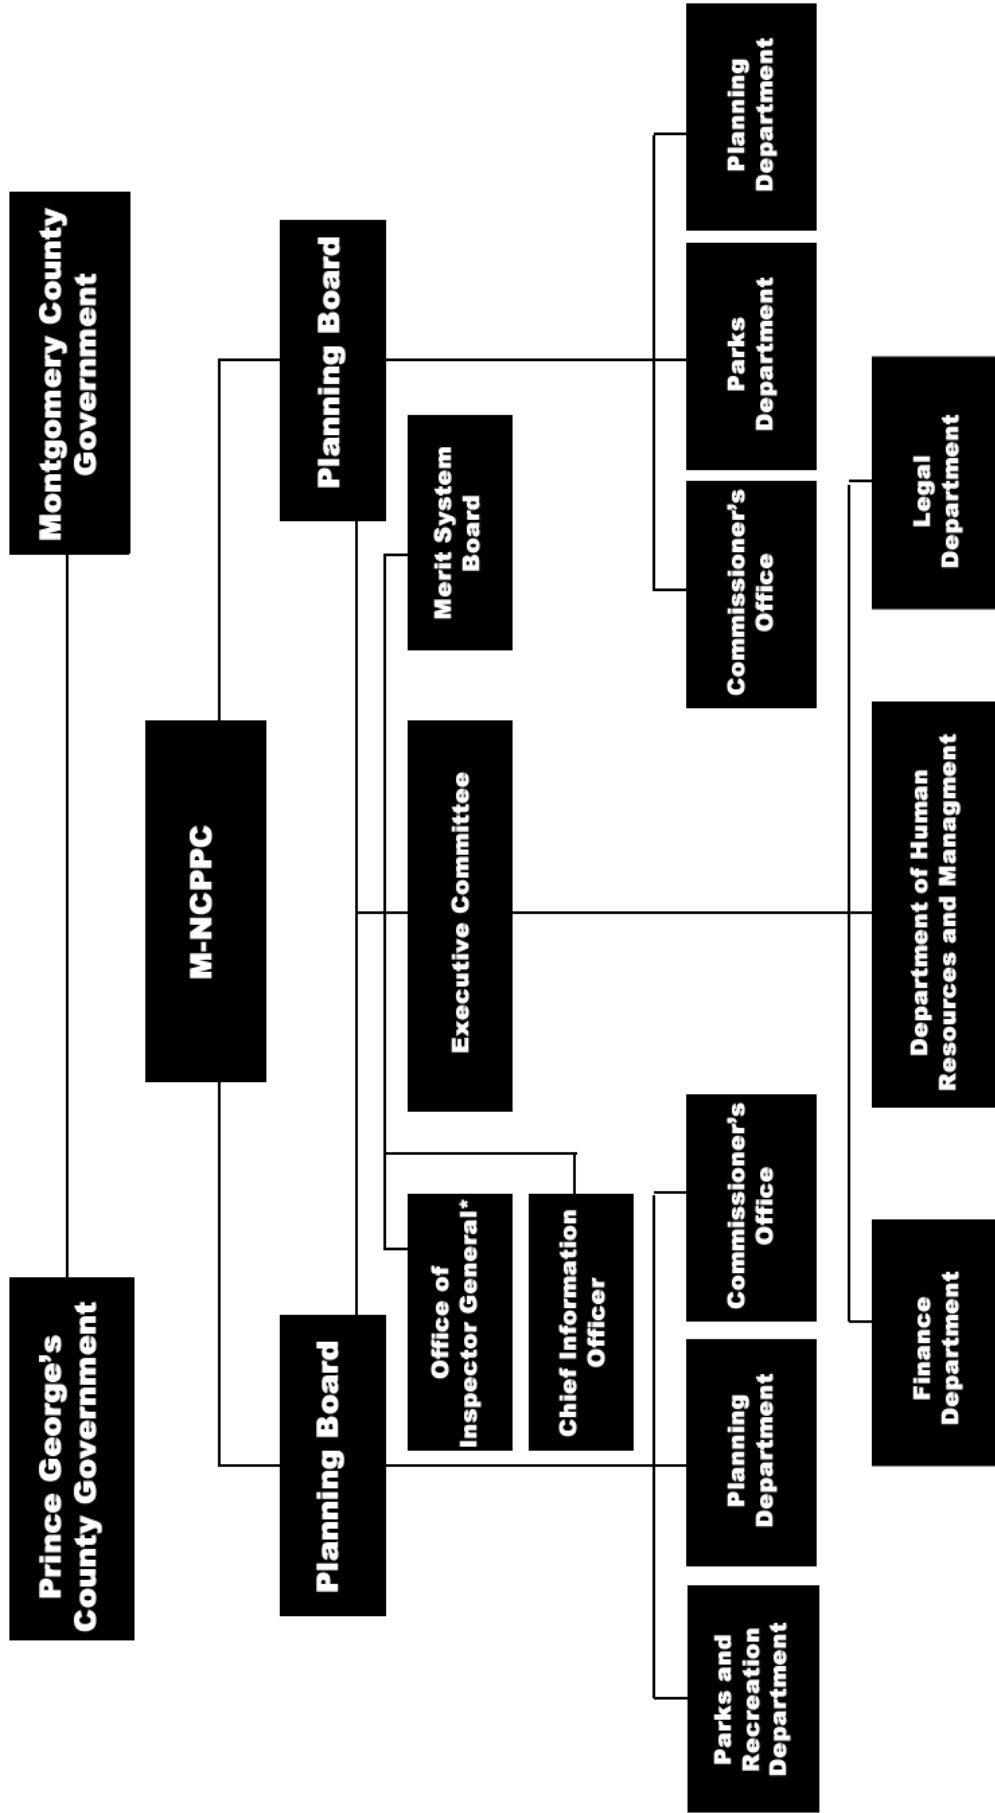 Prince George’s
County Government
Montgomery County
Government
M-NCPPC
Planning Board
Planning Board
Office of
Inspector General*
Executive Committee
Merit System
Board
Chief Information
Officer
Parks and
Recreation
Department
Planning
Department
Commissioner’s
Office
Commissioner’s
Office
Parks
Department
Planning
Department
Finance
Department
Department of Human
Resources and Managment
Legal
Department